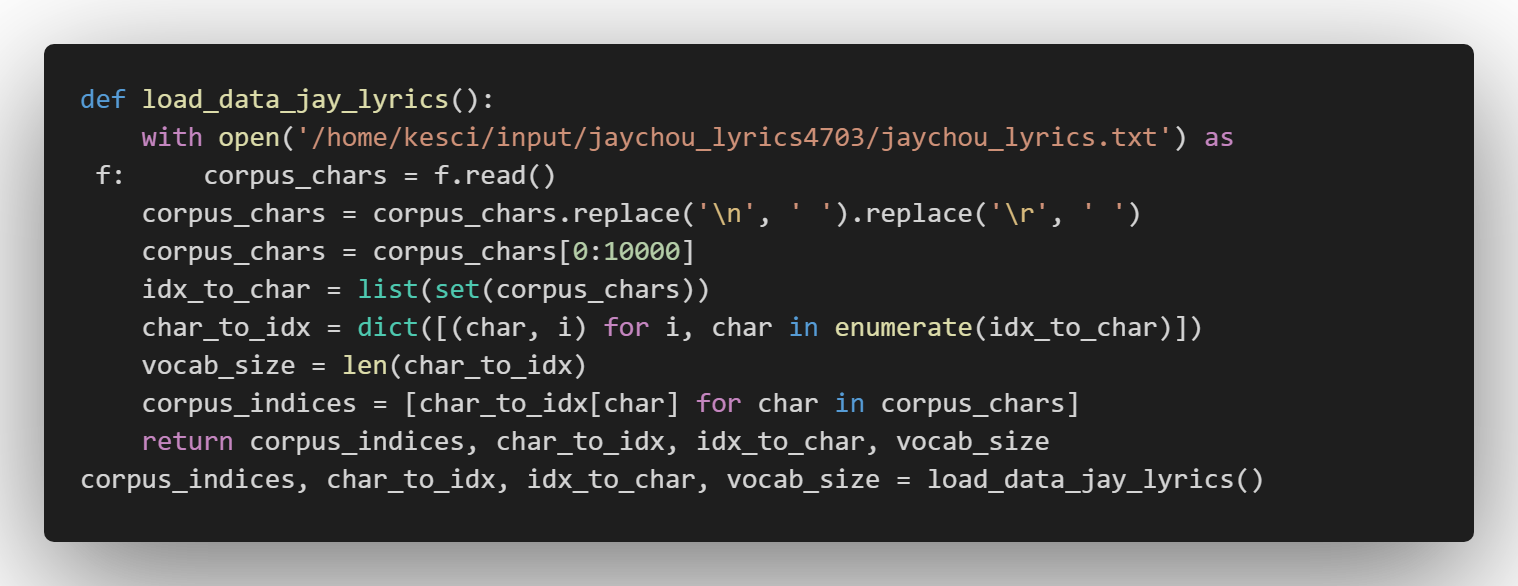 def load_data_jay_lyrics():
    with open('/home/kesci/input/jaychou_lyrics4703/jaychou_lyrics.txt') as
 f:     corpus_chars = f.read()
    corpus_chars = corpus_chars.replace('\n', ' ').replace('\r', ' ')
    corpus_chars = corpus_chars[0:10000]
    idx_to_char = list(set(corpus_chars))
    char_to_idx = dict([(char, i) for i, char in enumerate(idx_to_char)])
    vocab_size = len(char_to_idx)
    corpus_indices = [char_to_idx[char] for char in corpus_chars]
    return corpus_indices, char_to_idx, idx_to_char, vocab_size
corpus_indices, char_to_idx, idx_to_char, vocab_size = load_data_jay_lyrics()